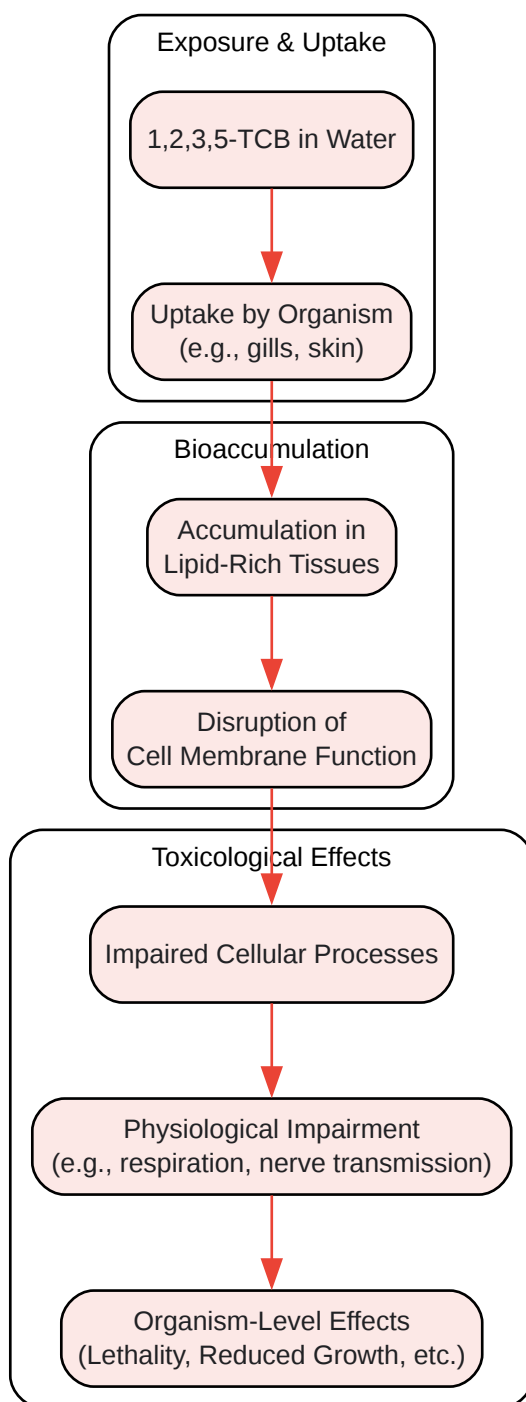 Exposure & Uptake
1,2,3,5-TCB in Water
Uptake by Organism
(e.g., gills, skin)
Bioaccumulation
Accumulation in
Lipid-Rich Tissues
Disruption of
Cell Membrane Function
Toxicological Effects
Impaired Cellular Processes
Physiological Impairment
(e.g., respiration, nerve transmission)
Organism-Level Effects
(Lethality, Reduced Growth, etc.)